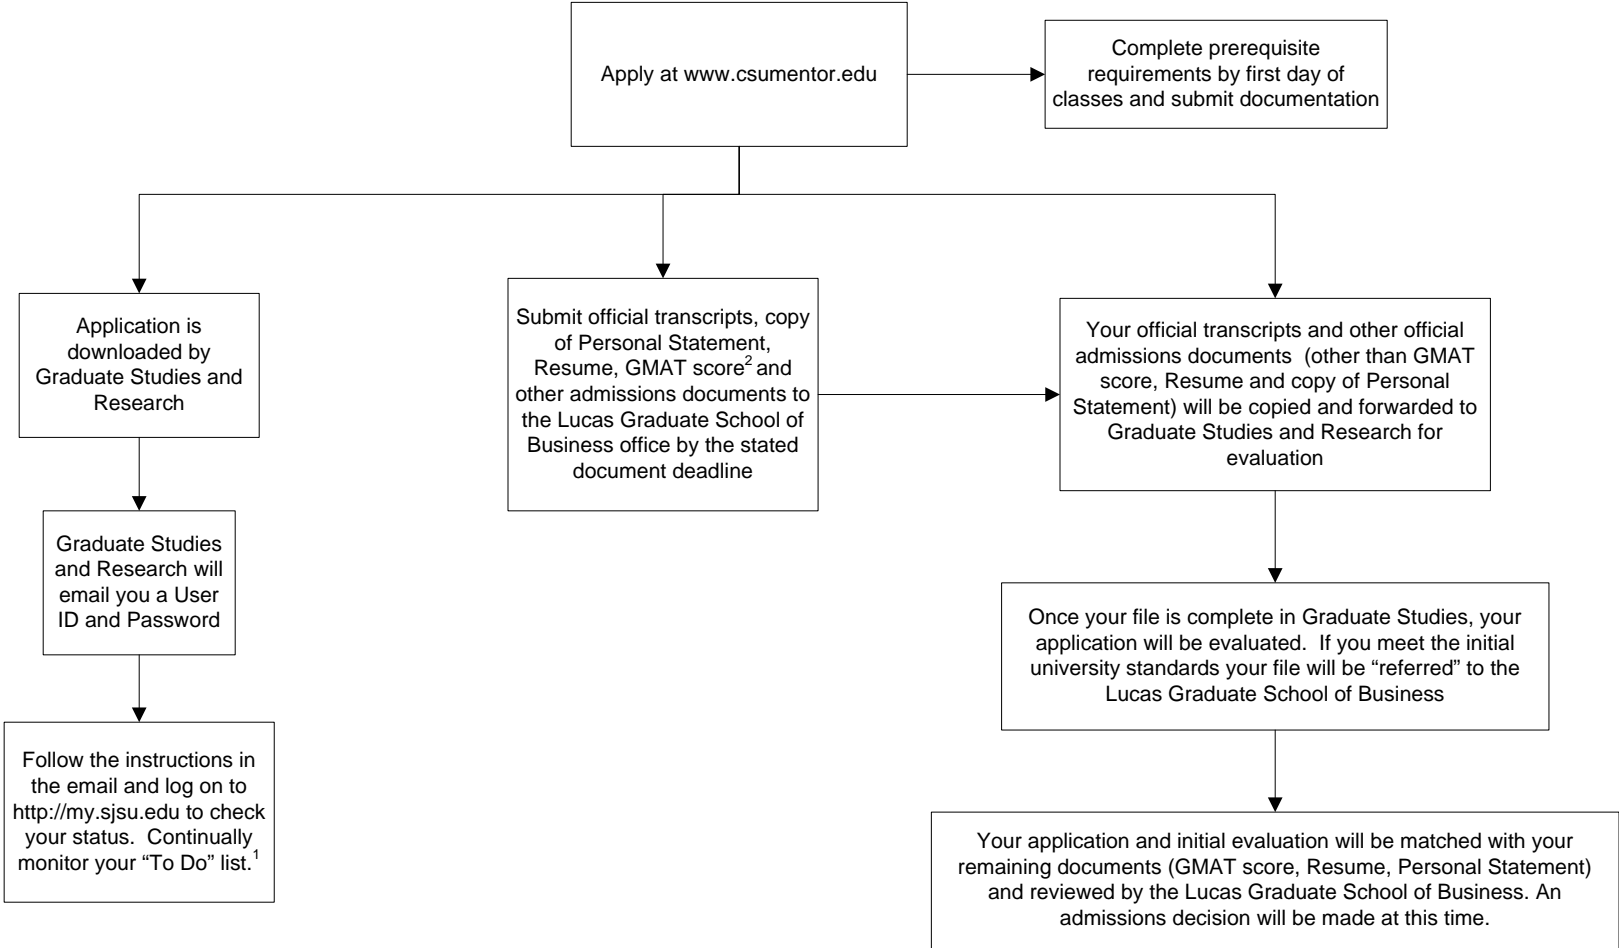 Apply at www.csumentor.edu
Complete prerequisite
requirements by first day of
classes and submit documentation
Application is
downloaded by
Graduate Studies and
Research
Submit official transcripts, copy
of Personal Statement,
Resume, GMAT score2 and
other admissions documents to
the Lucas Graduate School of
Business office by the stated
document deadline
Your official transcripts and other official
admissions documents (other than GMAT
score, Resume and copy of Personal
Statement) will be copied and forwarded to
Graduate Studies and Research for
evaluation
Graduate Studies
and Research will
email you a User
ID and Password
Once your file is complete in Graduate Studies, your
application will be evaluated. If you meet the initial
university standards your file will be “referred” to the
Lucas Graduate School of Business
Follow the instructions in
the email and log on to
http://my.sjsu.edu to check
your status. Continually
monitor your “To Do” list.1
Your application and initial evaluation will be matched with your
remaining documents (GMAT score, Resume, Personal Statement)
and reviewed by the Lucas Graduate School of Business. An
admissions decision will be made at this time.